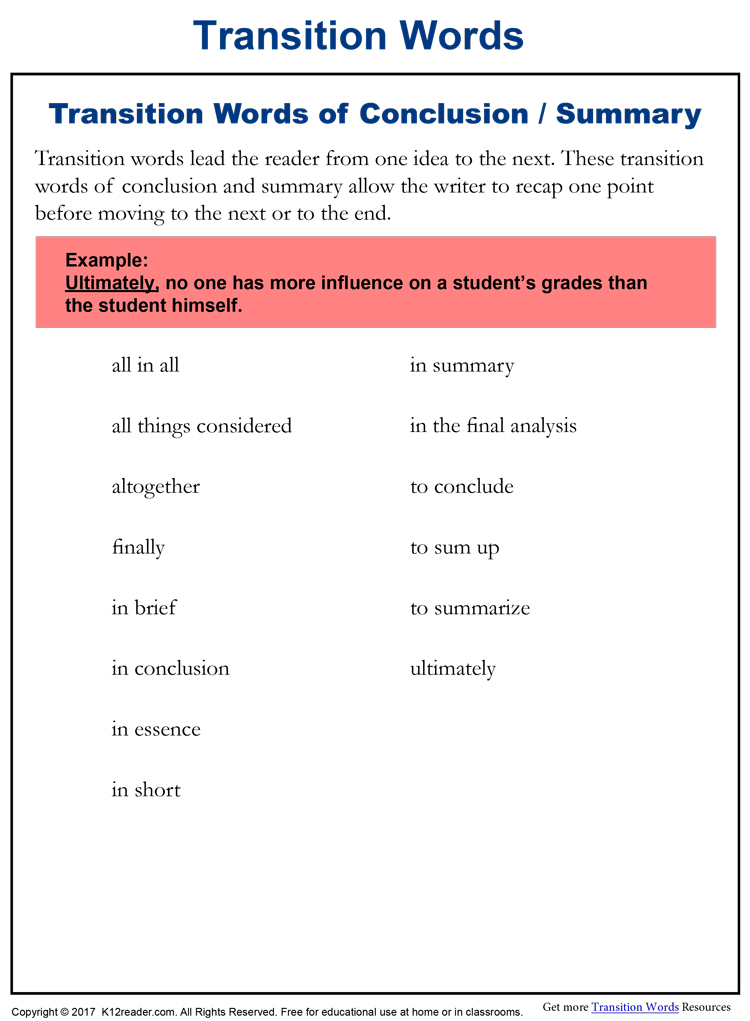 Transition Words
Transition Words of Conclusion / Summary
Transition words lead the reader from one idea to the next. These transition
words of conclusion and summary allow the writer to recap one point
before moving to the next or to the end.
Example:
Ultimately, no one has more influence on a student’s grades than
the student himself.
all in all
all things considered
altogether
finally
in brief
in conclusion
in essence
in short
in summary
in the final analysis
to conclude
to sum up
to summarize
ultimately
Copyright © 2017 K12reader.com. All Rights Reserved. Free for educational use at home or in classrooms.
Get more Transition Words Resources